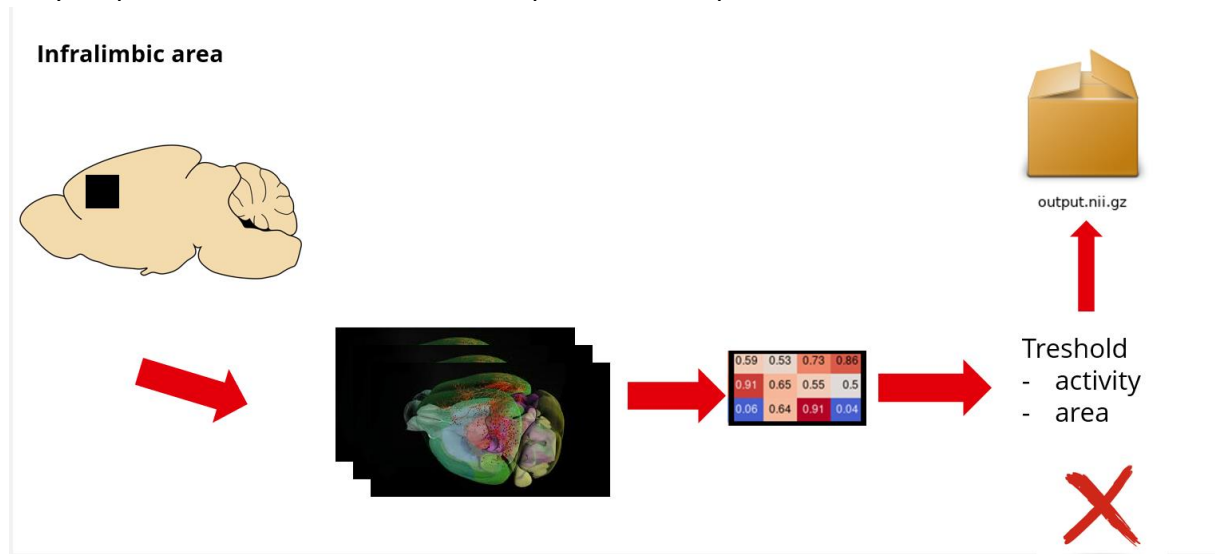 Infralimbic area
output.nii.gz
0.59 0.53 0.73 0.86
0.91 0.65 0.55 0.5
0.06 0.64 0.91 0.04
Treshold
- activity
- area